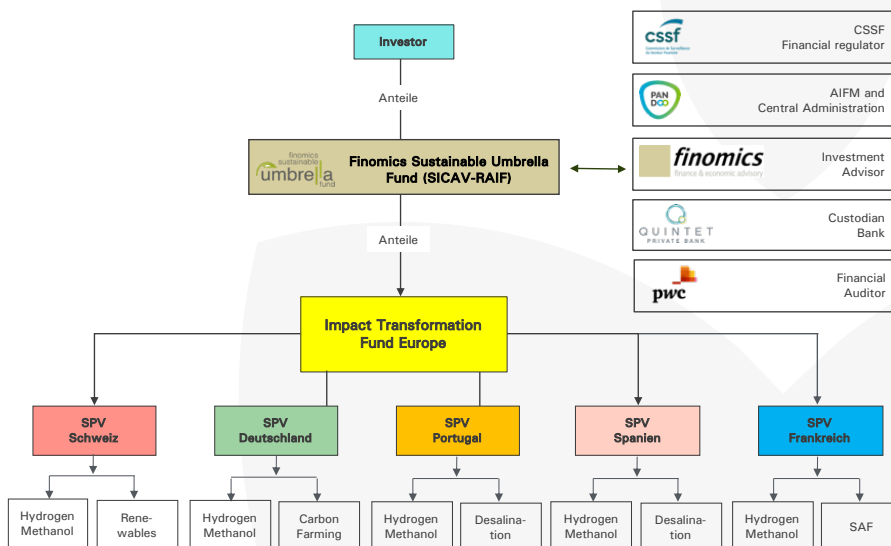 Investor
Anteile
finomics
sustainable
umbrella
fund
Finomics Sustainable Umbrella
Fund (SICAV-RAIF)
Anteile
Impact Transformation
Fund Europe
cssf
CSSF
Financial regulator
PAN
DOO
AIFM and
Central Administration
finomics
finance & economic advisory
Investment
Advisor
QUINTET
PRIVATE BANK
Custodian
Bank
pwc
Financial
Auditor
SPV
Schweiz
SPV
Deutschland
SPV
Portugal
SPV
Spanien
SPV
Frankreich
Hydrogen
Methanol
Rene-
wables
Hydrogen
Methanol
Carbon
Farming
Hydrogen
Methanol
Desalina-
tion
Hydrogen
Methanol
Desalina-
tion
Hydrogen
Methanol
SAF